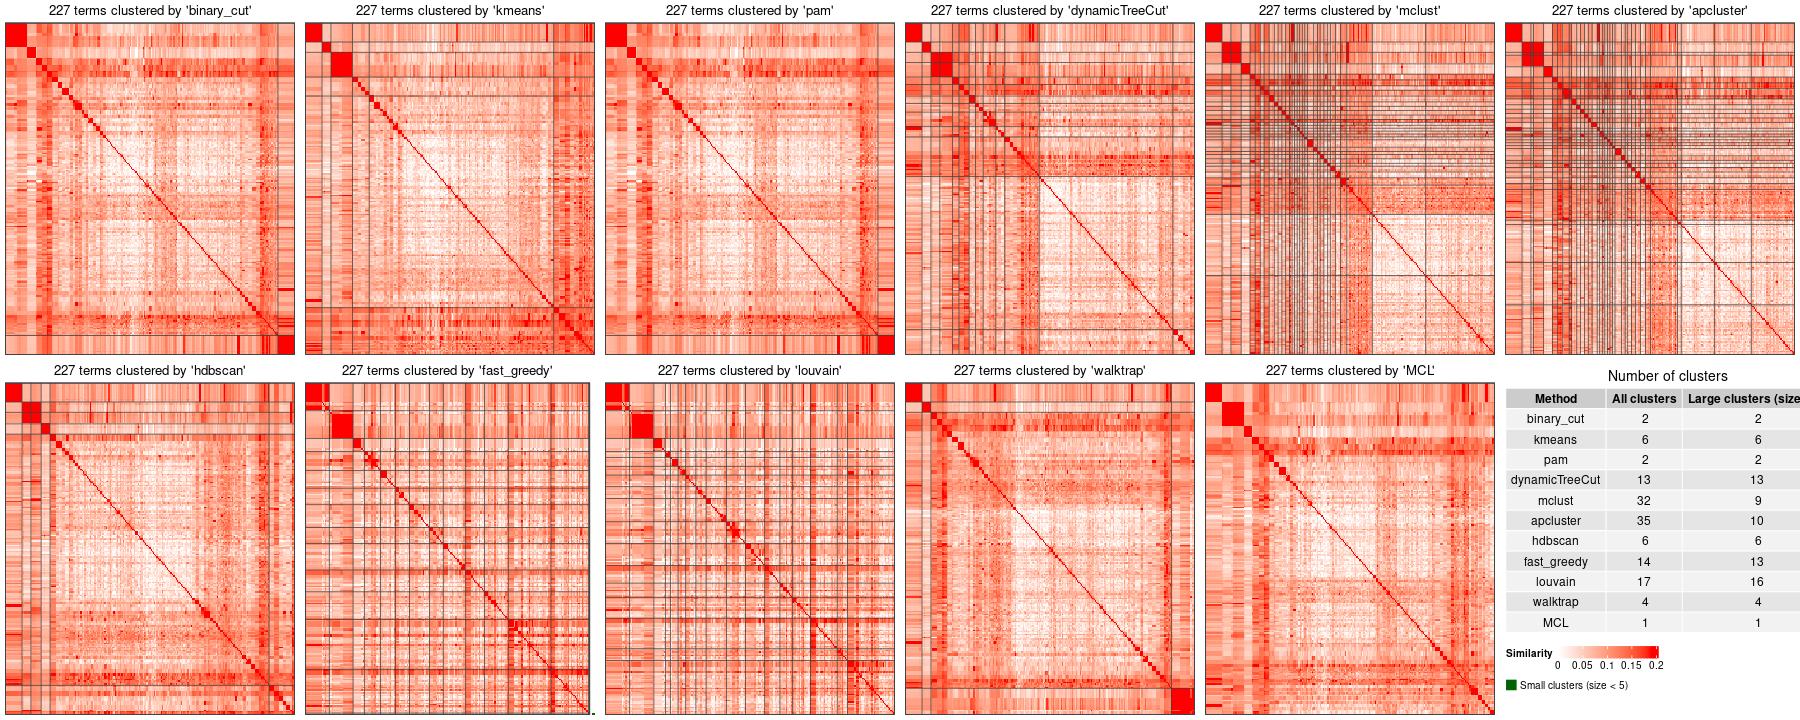 227 terms clustered by 'binary_cut'
227 terms clustered by 'kmeans'
227 terms clustered by 'pam'
227 terms clustered by 'dynamicTreeCut'
227 terms clustered by 'mclust'
227 terms clustered by 'apcluster'
227 terms clustered by 'hdbscan'
227 terms clustered by 'fast_greedy'
227 terms clustered by 'louvain'
227 terms clustered by 'walktrap'
227 terms clustered by 'MCL'
Number of clusters
Method All clusters Large clusters (size
binary_cut 2 2
kmeans 6 6
pam 2 2
dynamicTreeCut 13 13
mclust 32 9
apcluster 35 10
hdbscan 6 6
fast_greedy 14 13
louvain 17 16
walktrap 4 4
MCL 1 1
Similarity
0 0.05 0.1 0.15 0.2
Small clusters (size < 5)